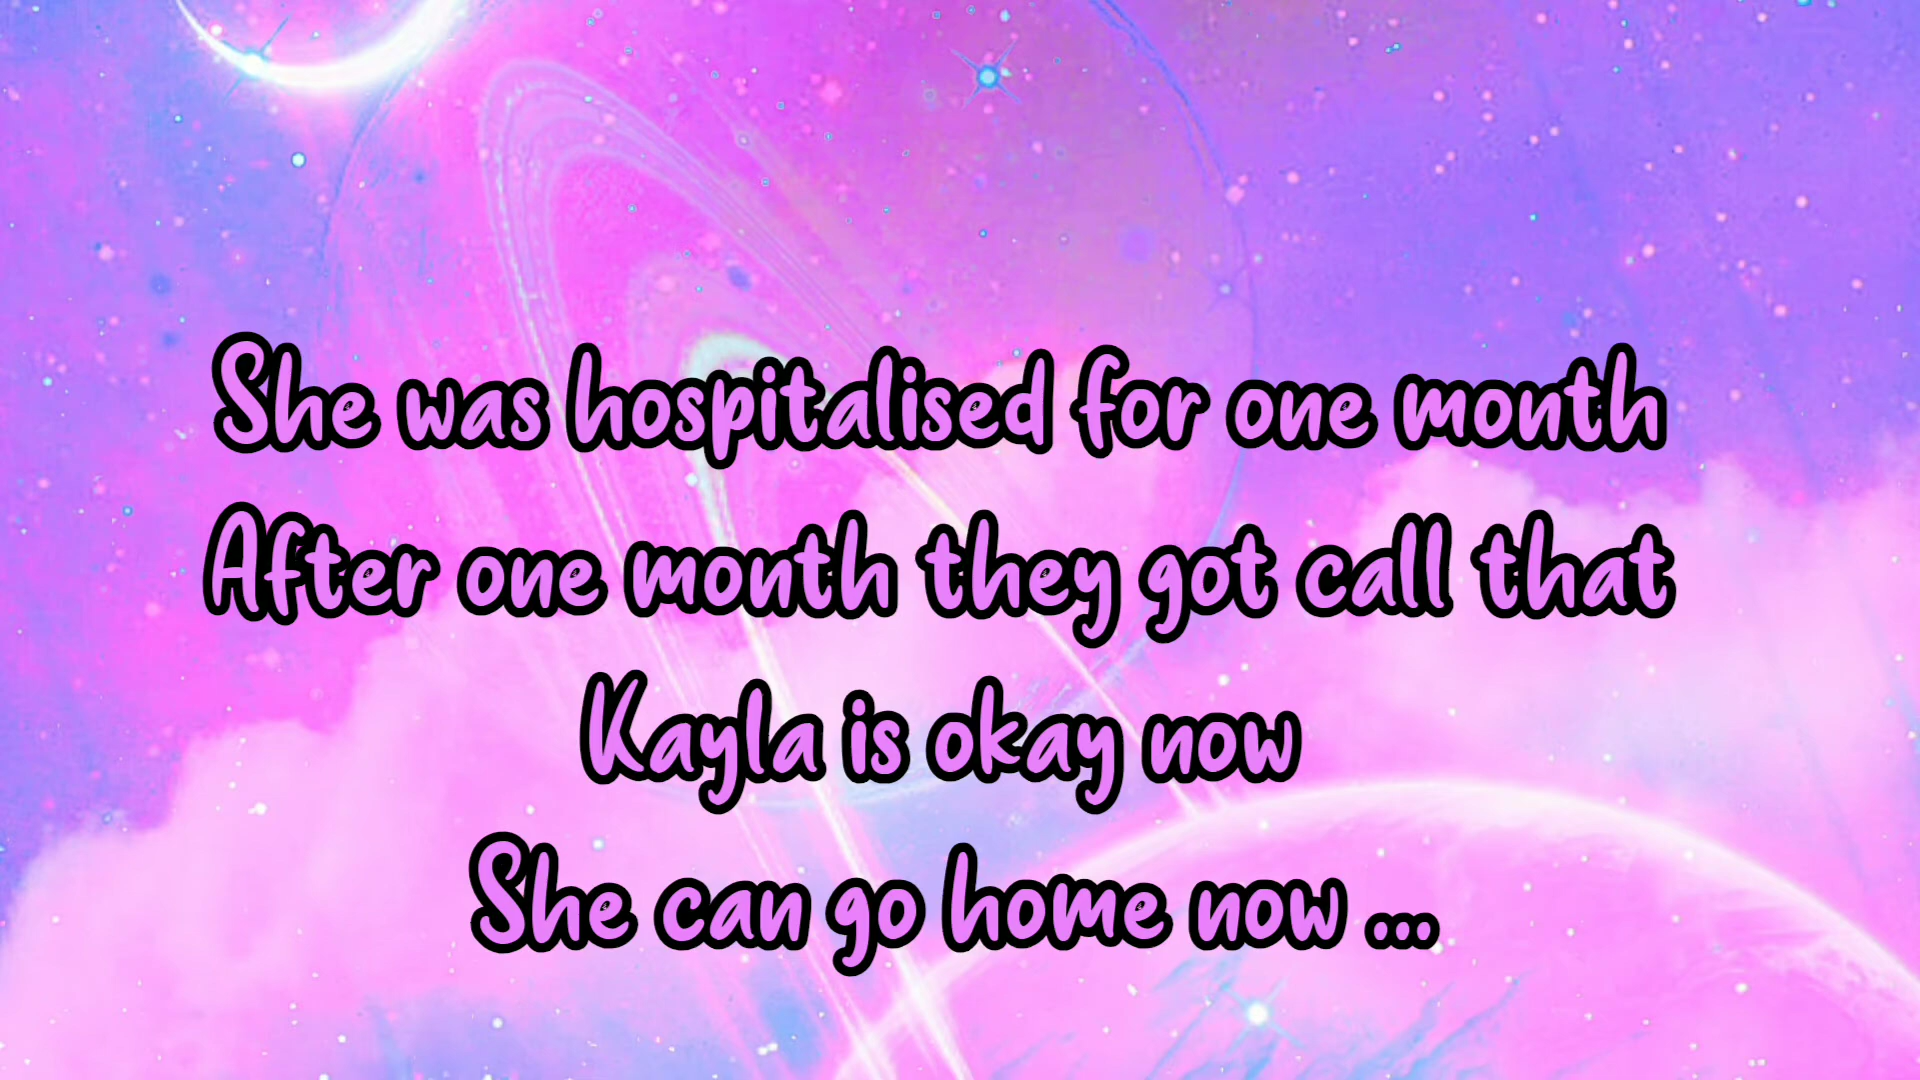 She was hospitalised for one month
After one month they got call that
Kayla is okay now
She can go home now ...